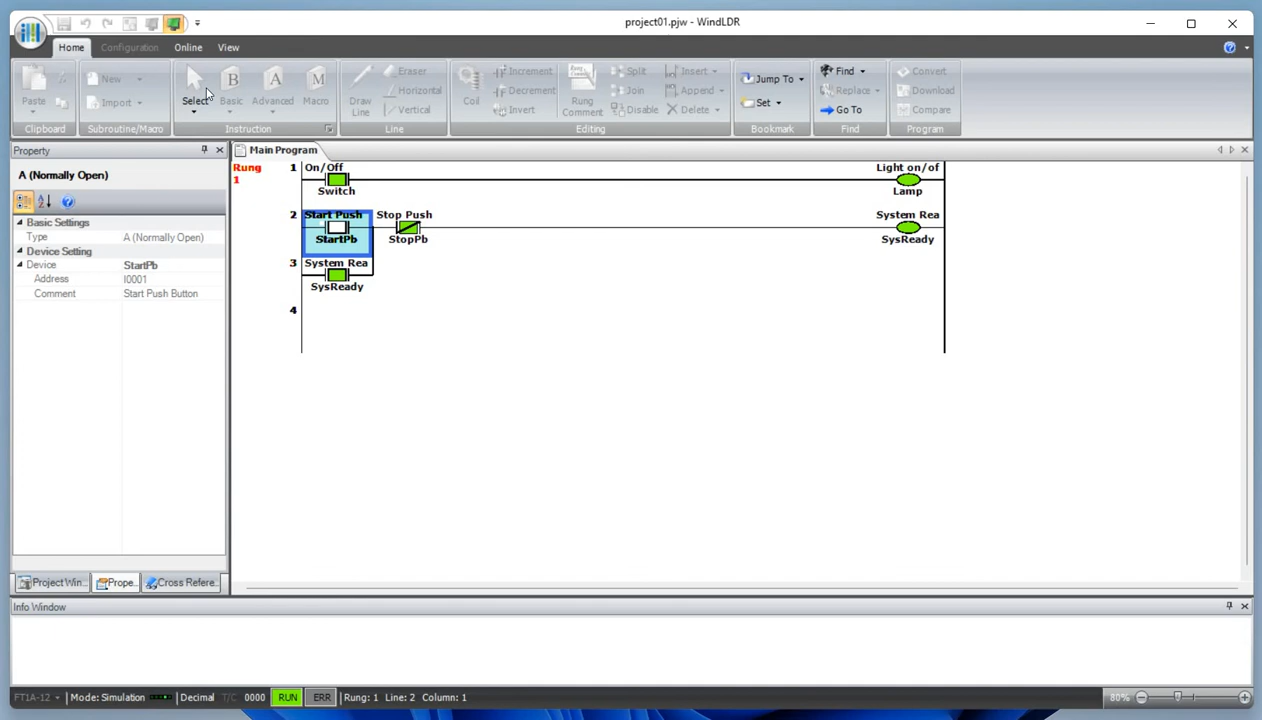 project01.pjw - WindLDR
Home Configuration Online View
Paste
New
Import
Select
Basic
Advanced
Macro
Draw Line
Eraser
Horizontal
Vertical
Coil
Increment
Decrement
Invert
Rung Comment
Split
Join
Disable
Insert
Append
Delete
Jump To
Set
Find
Replace
Go To
Convert
Download
Compare
Clipboard Subroutine/Macro Instruction Line Editing Bookmark Find Program
Property
A (Normally Open)
Basic Settings
Type A (Normally Open)
Device Setting
Device StartPb
Address I0001
Comment Start Push Button
Project Win... Prope... Cross Refere...
Main Program
Rung 1 On/Off Light on/of
1
Switch Lamp
2 Start Push Stop Push System Rea
StartPb StopPb SysReady
3 System Rea
SysReady
4
Info Window
FT1A-12 Mode: Simulation Decimal T/C 0000 RUN ERR Rung: 1 Line: 2 Column: 1 80%